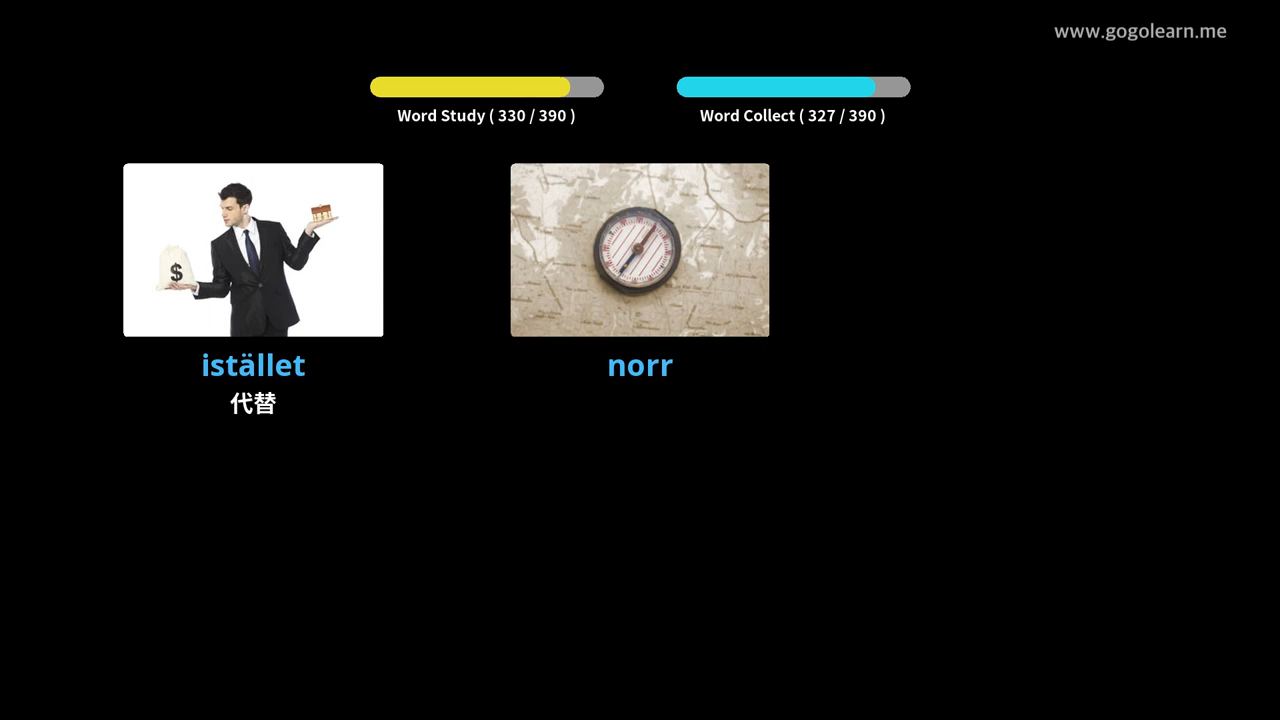 www.gogolearn.me
Word Study ( 330 / 390 )
Word Collect ( 327 / 390 )
$
istället
代替
norr